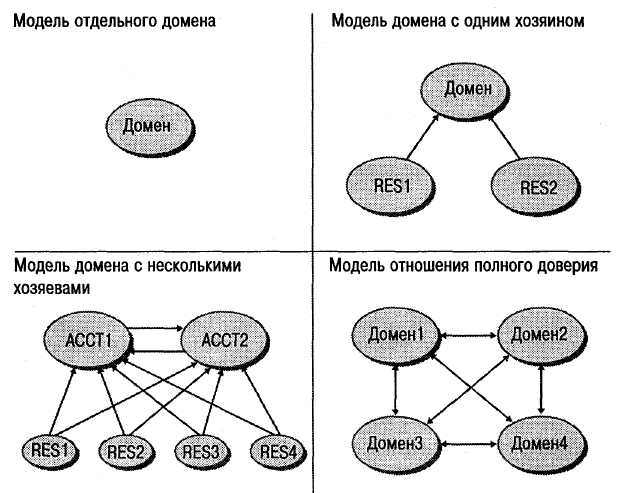 Модель отдельного домена
Домен
Модель домена с одним хозяином
Домен
RES1
RES2
Модель домена с несколькими
хозяевами
ACCT1
ACCT2
RES1
RES2
RES3
RES4
Модель отношения полного доверия
Домен1
Домен2
Домен3
Домен4